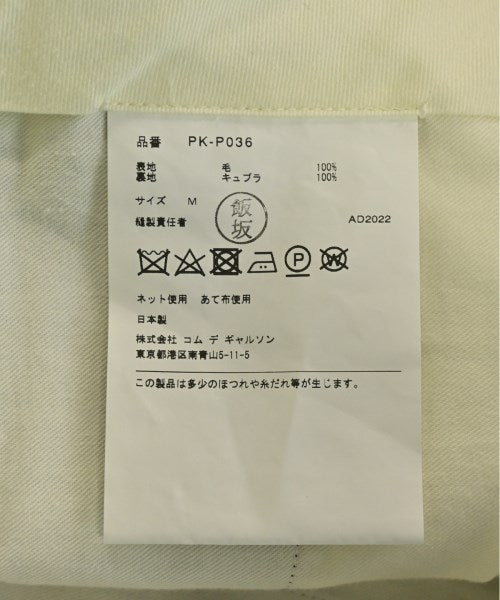 品番 PK-P036
表地 毛 100%
裏地 キュプラ 100%
サイズ M
縫製責任者 飯坂 AD2022
P W
ネット使用 あて布使用
日本製
株式会社 コム デ ギャルソン
東京都港区南青山5-11-5
この製品は多少のほつれや糸だれ等が生じます。